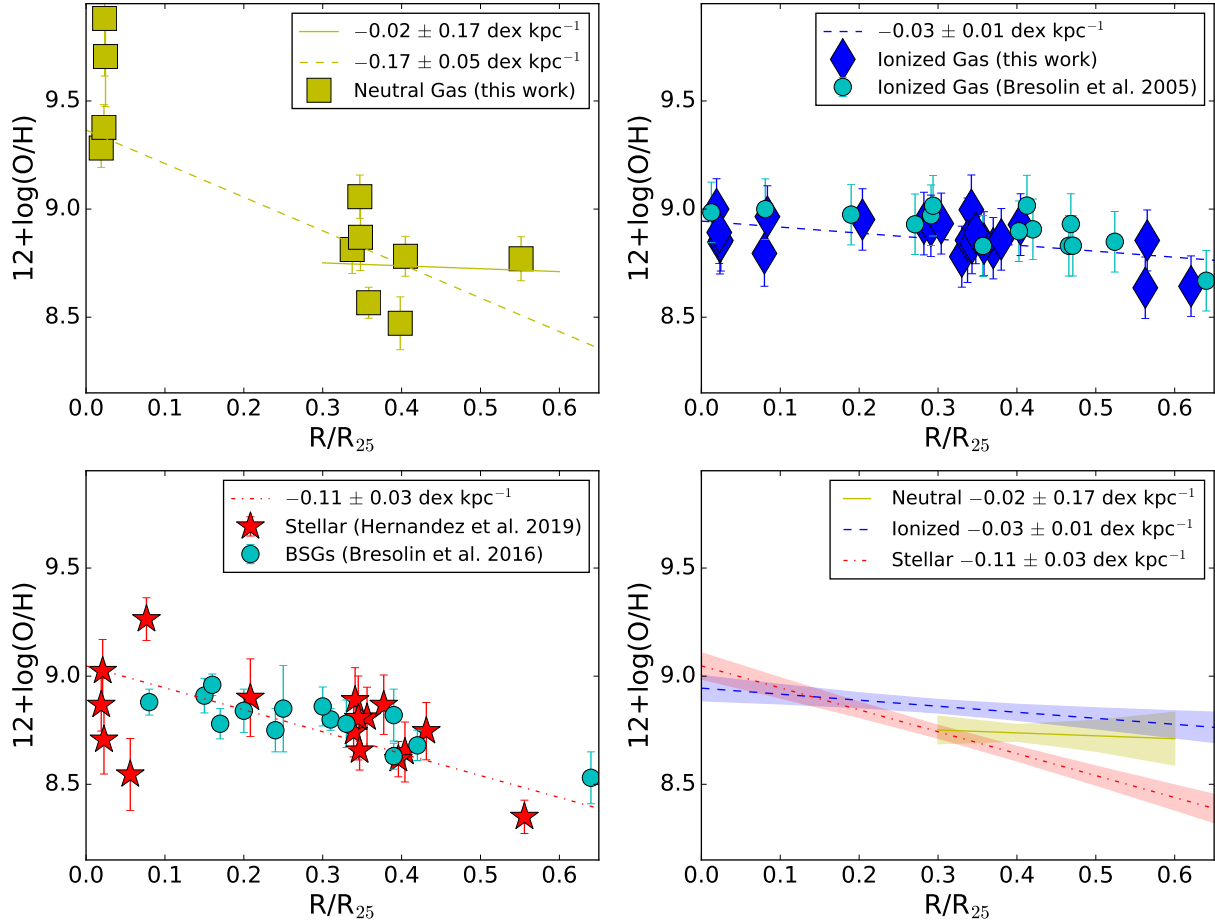 −0.02 ± 0.17 dex kpc⁻¹
−0.17 ± 0.05 dex kpc⁻¹
Neutral Gas (this work)
12+log(O/H)
9.5
9.0
8.5
0.0 0.1 0.2 0.3 0.4 0.5 0.6
R/R₂₅
−0.03 ± 0.01 dex kpc⁻¹
Ionized Gas (this work)
Ionized Gas (Bresolin et al. 2005)
12+log(O/H)
9.5
9.0
8.5
0.0 0.1 0.2 0.3 0.4 0.5 0.6
R/R₂₅
−0.11 ± 0.03 dex kpc⁻¹
Stellar (Hernandez et al. 2019)
BSGs (Bresolin et al. 2016)
12+log(O/H)
9.5
9.0
8.5
0.0 0.1 0.2 0.3 0.4 0.5 0.6
R/R₂₅
Neutral −0.02 ± 0.17 dex kpc⁻¹
Ionized −0.03 ± 0.01 dex kpc⁻¹
Stellar −0.11 ± 0.03 dex kpc⁻¹
12+log(O/H)
9.5
9.0
8.5
0.0 0.1 0.2 0.3 0.4 0.5 0.6
R/R₂₅